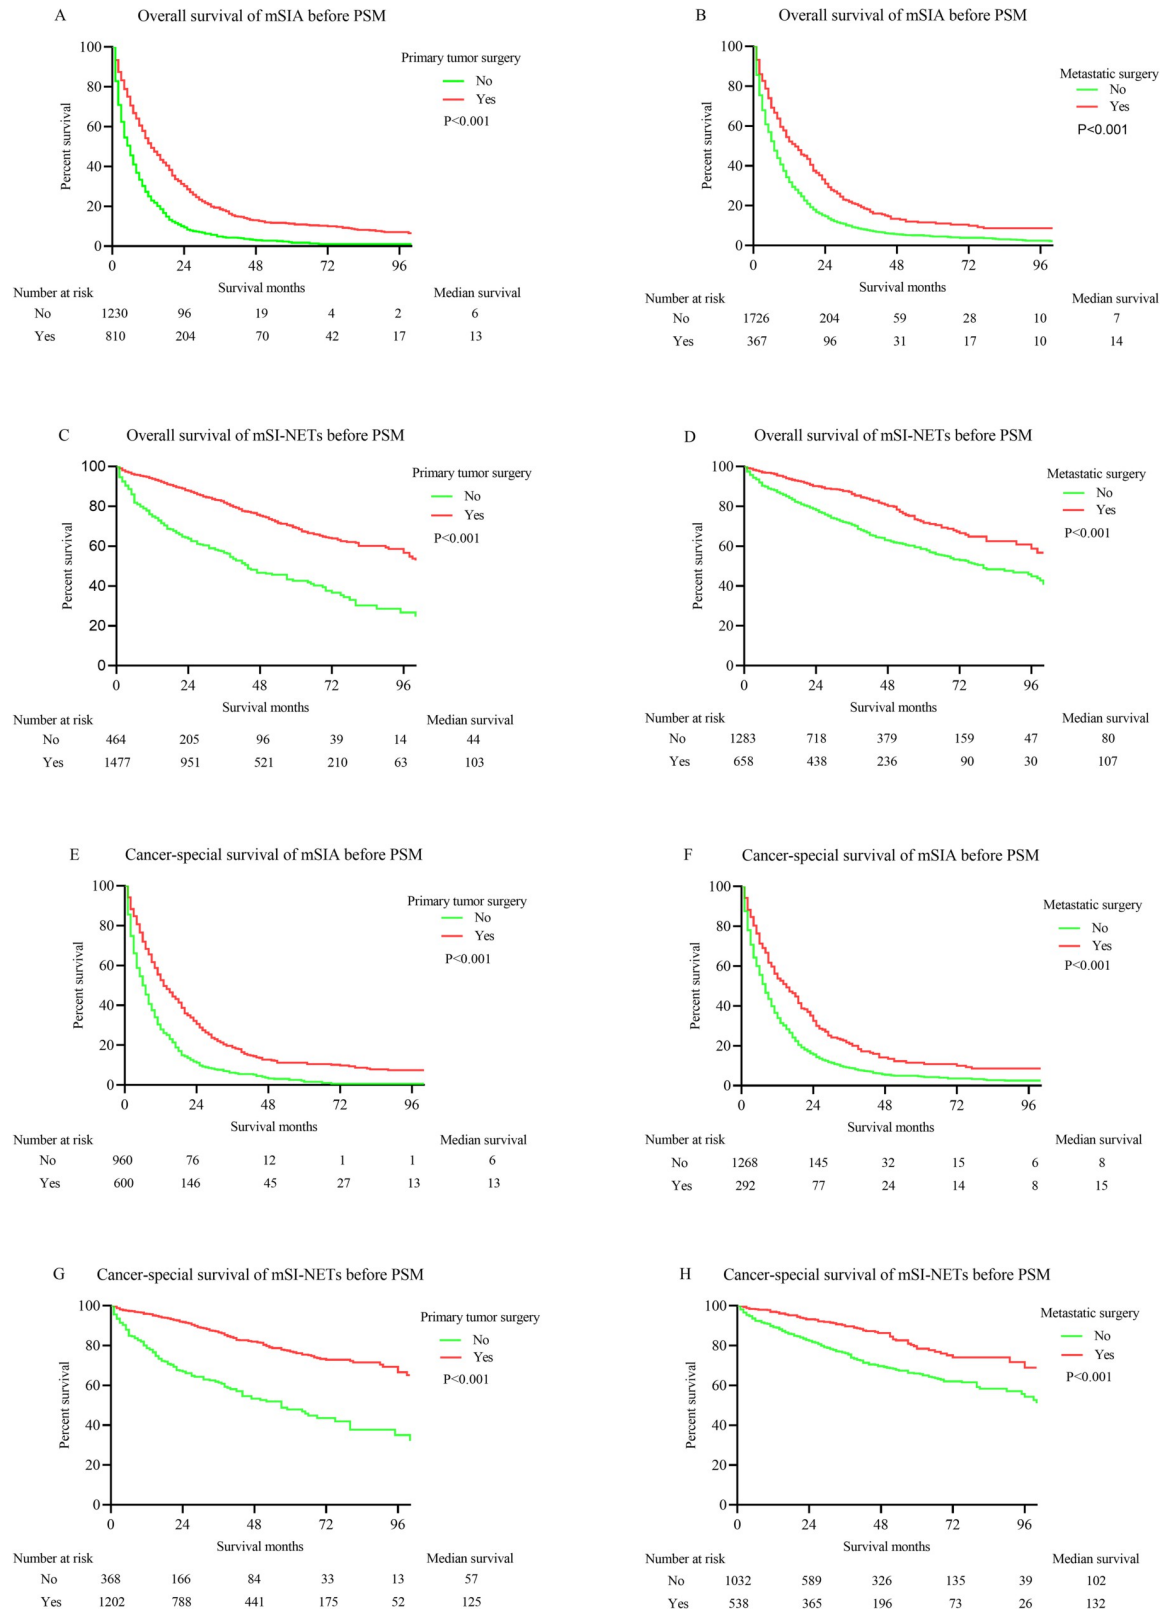 A Overall survival of mSIA before PSM
Percent survival
100
80
60
40
20
0
0 24 48 72 96
Survival months
Primary tumor surgery
No
Yes
P<0.001
Number at risk Median survival
No 1230 96 19 4 2 6
Yes 810 204 70 42 17 13
B Overall survival of mSIA before PSM
Percent survival
100
80
60
40
20
0
0 24 48 72 96
Survival months
Metastatic surgery
No
Yes
P<0.001
Number at risk Median survival
No 1726 204 59 28 10 7
Yes 367 96 31 17 10 14
C Overall survival of mSI-NETs before PSM
Percent survival
100
80
60
40
20
0
0 24 48 72 96
Survival months
Primary tumor surgery
No
Yes
P<0.001
Number at risk Median survival
No 464 205 96 39 14 44
Yes 1477 951 521 210 63 103
D Overall survival of mSI-NETs before PSM
Percent survival
100
80
60
40
20
0
0 24 48 72 96
Survival months
Metastatic surgery
No
Yes
P<0.001
Number at risk Median survival
No 1283 718 379 159 47 80
Yes 658 438 236 90 30 107
E Cancer-special survival of mSIA before PSM
Percent survival
100
80
60
40
20
0
0 24 48 72 96
Survival months
Primary tumor surgery
No
Yes
P<0.001
Number at risk Median survival
No 960 76 12 1 1 6
Yes 600 146 45 27 13 13
F Cancer-special survival of mSIA before PSM
Percent survival
100
80
60
40
20
0
0 24 48 72 96
Survival months
Metastatic surgery
No
Yes
P<0.001
Number at risk Median survival
No 1268 145 32 15 6 8
Yes 292 77 24 14 8 15
G Cancer-special survival of mSI-NETs before PSM
Percent survival
100
80
60
40
20
0
0 24 48 72 96
Survival months
Primary tumor surgery
No
Yes
P<0.001
Number at risk Median survival
No 368 166 84 33 13 57
Yes 1202 788 441 175 52 125
H Cancer-special survival of mSI-NETs before PSM
Percent survival
100
80
60
40
20
0
0 24 48 72 96
Survival months
Metastatic surgery
No
Yes
P<0.001
Number at risk Median survival
No 1032 589 326 135 39 102
Yes 538 365 196 73 26 132